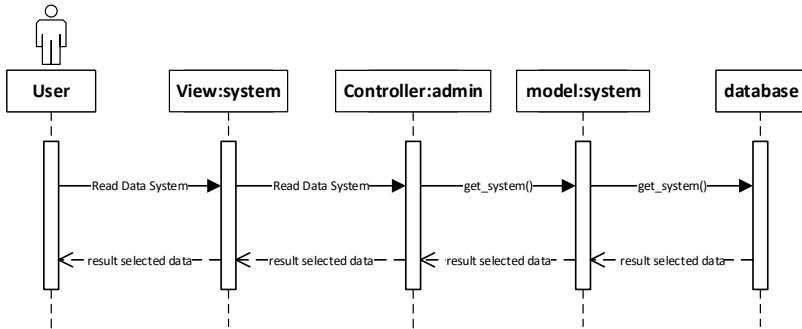 User
View:system
Controller:admin
model:system
database
Read Data System
Read Data System
get_system()
get_system()
result selected data
result selected data
result selected data
result selected data